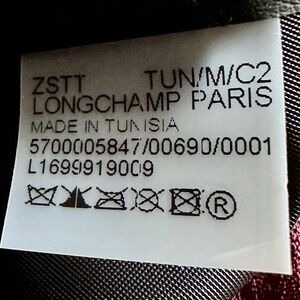 ZSTT TUN/M/C2
LONGCHAMP PARIS
MADE IN TUNISIA
5700005847/00690/0001
L1699919009
®